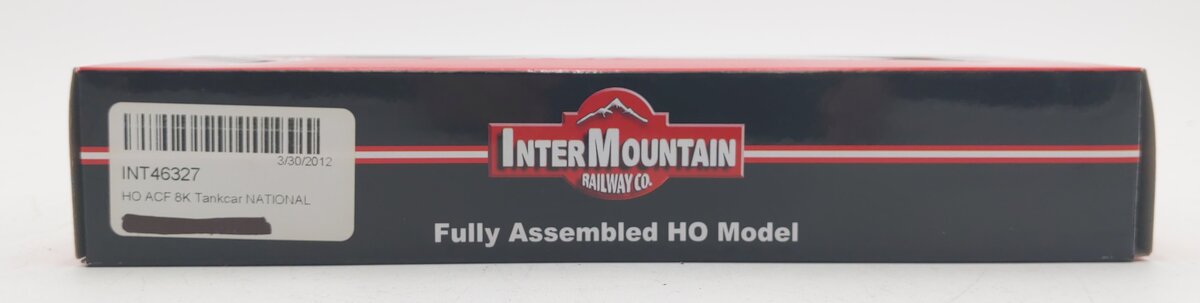 3/30/2012
INT46327
HO ACF 8K Tankcar NATIONAL
INTERMOUNTAIN
RAILWAY CO.
Fully Assembled HO Model